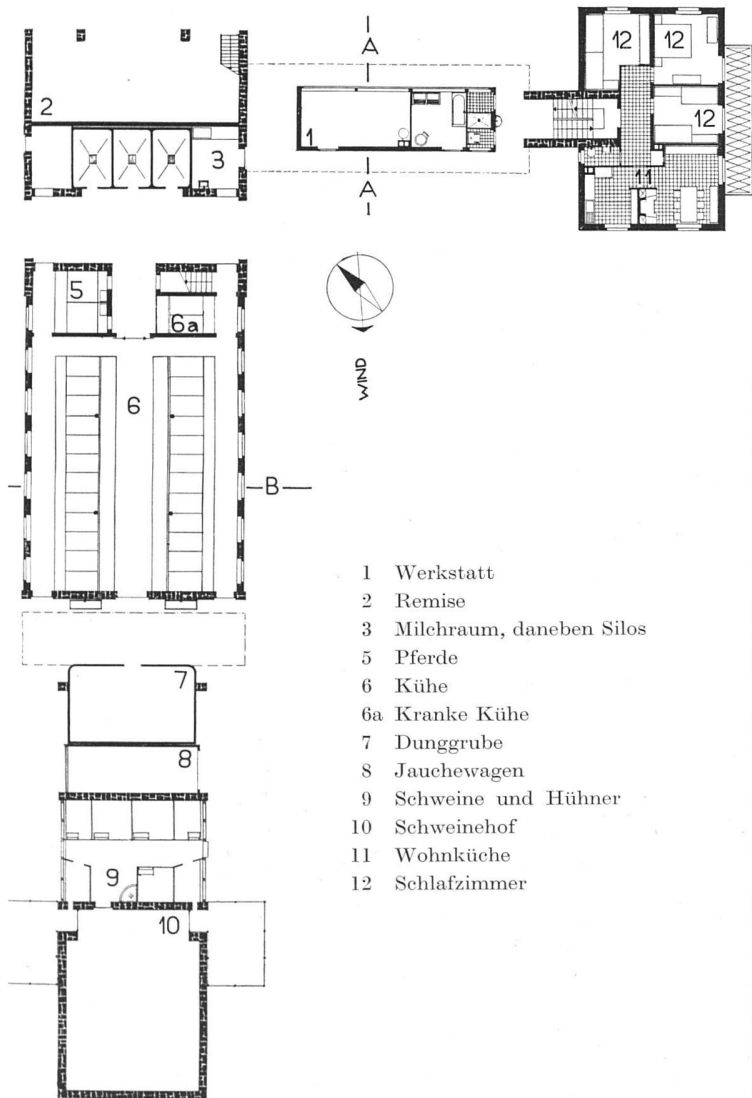 A
12
12
2
1
12
3
A
11
5
6a
WIND
6
B
1 Werkstatt
2 Remise
3 Milchraum, daneben Silos
5 Pferde
6 Kühe
6a Kranke Kühe
7 Dunggrube
8 Jauchewagen
9 Schweine und Hühner
10 Schweinehof
11 Wohnküche
12 Schlafzimmer
7
8
9
10